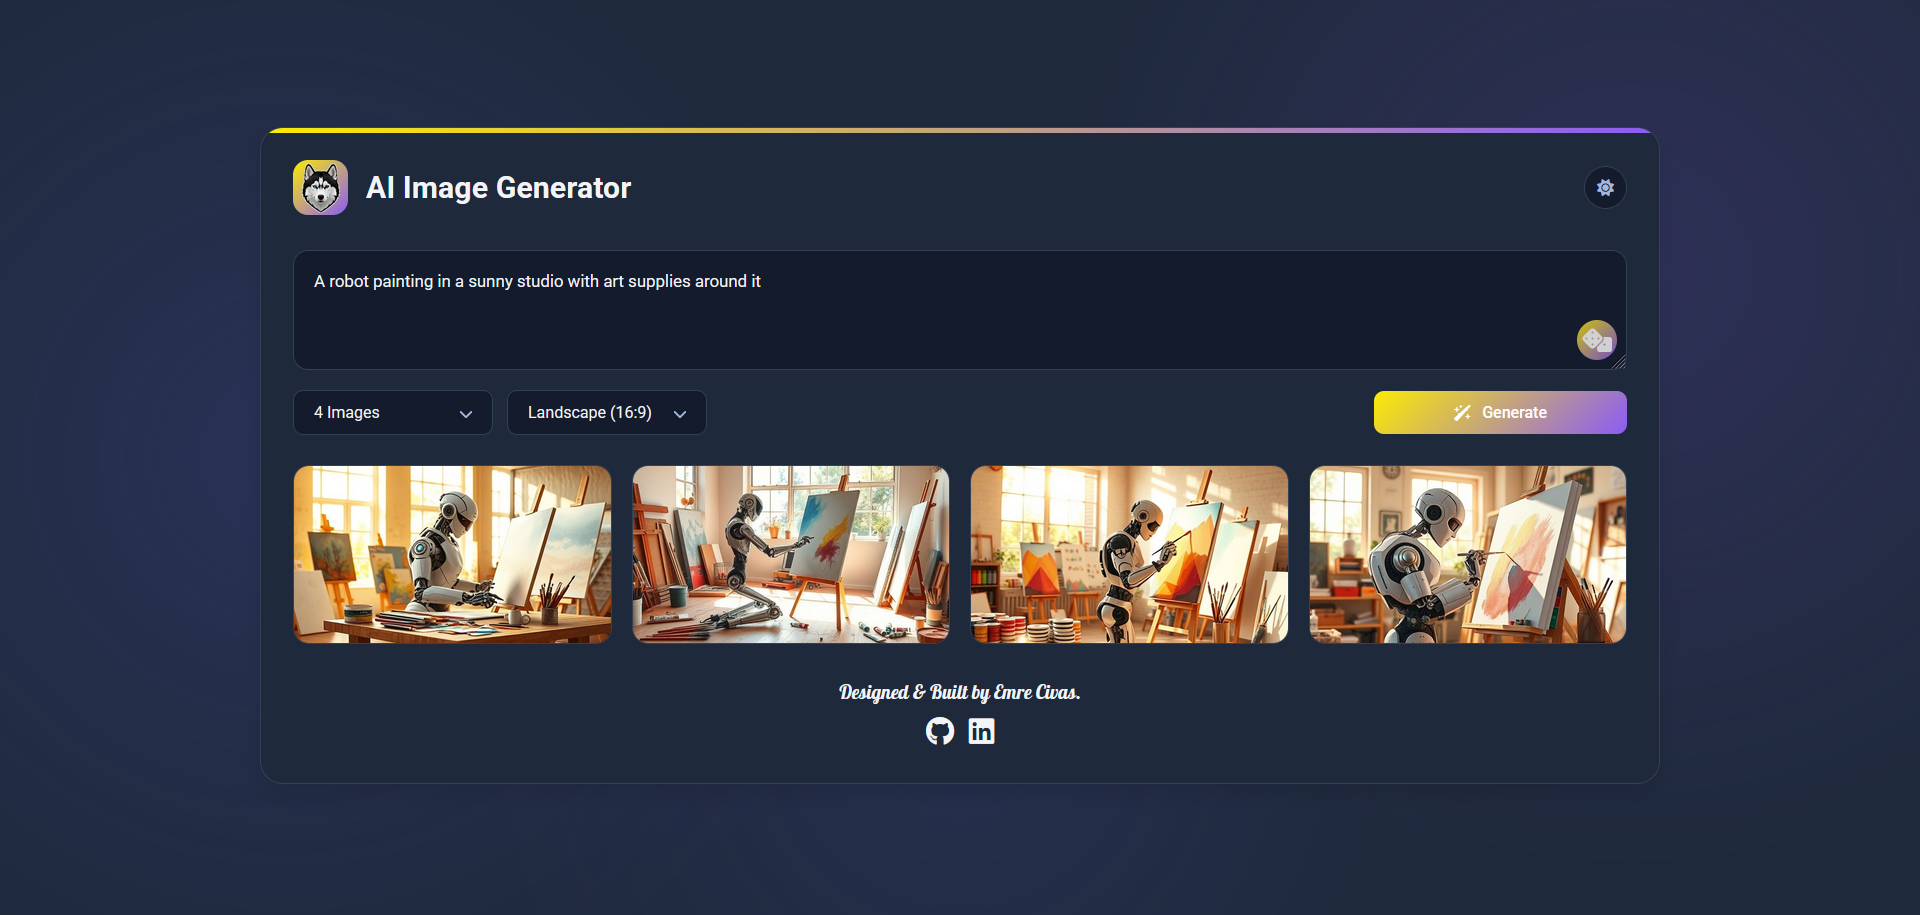 AI Image Generator
A robot painting in a sunny studio with art supplies around it
4 Images
Landscape (16:9)
Generate
Designed & Built by Emre Civas.
in